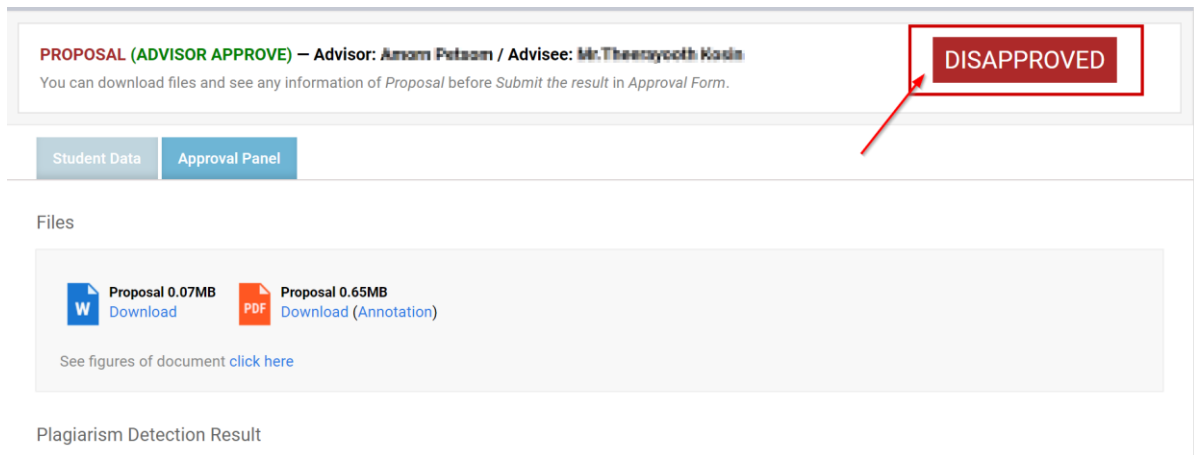 PROPOSAL (ADVISOR APPROVE) — Advisor: / Advisee:
DISAPPROVED
You can download files and see any information of Proposal before Submit the result in Approval Form.
Student Data
Approval Panel
Files
W
Proposal 0.07MB
Download
PDF
Proposal 0.65MB
Download (Annotation)
See figures of document click here
Plagiarism Detection Result